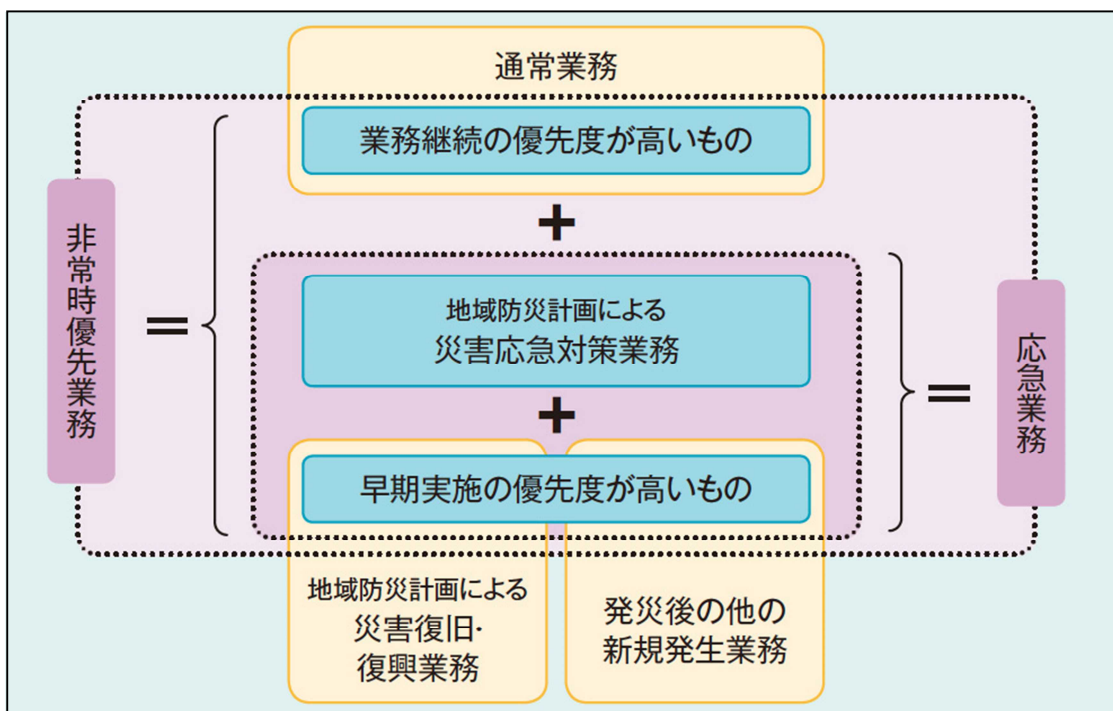 通常業務
業務継続の優先度が高いもの
+
非常時優先業務
=
地域防災計画による
災害応急対策業務
=
応急業務
+
早期実施の優先度が高いもの
地域防災計画による
災害復旧・
復興業務
発災後の他の
新規発生業務